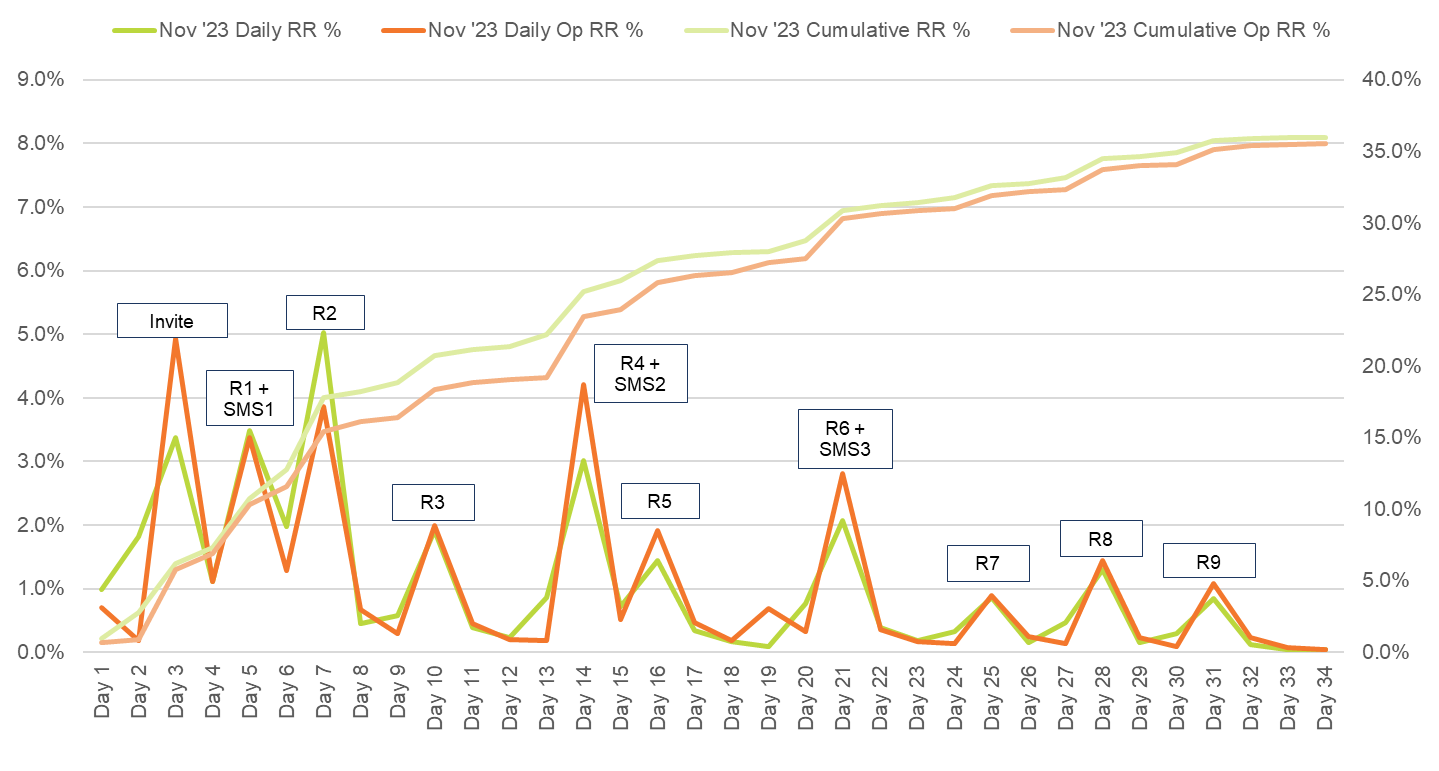 Nov '23 Daily RR %
Nov '23 Daily Op RR %
Nov '23 Cumulative RR %
Nov '23 Cumulative Op RR %
9.0%
8.0%
7.0%
6.0%
5.0%
4.0%
3.0%
2.0%
1.0%
0.0%
40.0%
35.0%
30.0%
25.0%
20.0%
15.0%
10.0%
5.0%
0.0%
Invite
R1 +
SMS1
R2
R3
R4 +
SMS2
R5
R6 +
SMS3
R7
R8
R9
Day 1
Day 2
Day 3
Day 4
Day 5
Day 6
Day 7
Day 8
Day 9
Day 10
Day 11
Day 12
Day 13
Day 14
Day 15
Day 16
Day 17
Day 18
Day 19
Day 20
Day 21
Day 22
Day 23
Day 24
Day 25
Day 26
Day 27
Day 28
Day 29
Day 30
Day 31
Day 32
Day 33
Day 34